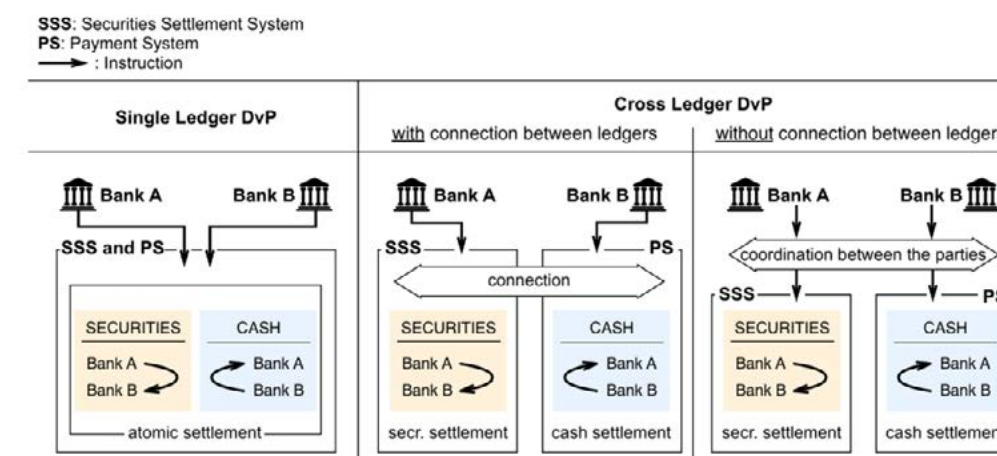 SSS: Securities Settlement System
PS: Payment System
: Instruction
Single Ledger DvP
Cross Ledger DvP
with connection between ledgers
without connection between ledger
Bank A
Bank B
SSS and PS
SECURITIES
Bank A
Bank B
CASH
Bank A
Bank B
atomic settlement
Bank A
Bank B
SSS
PS
connection
SECURITIES
Bank A
Bank B
CASH
Bank A
Bank B
secr. settlement
cash settlement
Bank A
Bank B
coordination between the parties
SSS
PS
SECURITIES
Bank A
Bank B
CASH
Bank A
Bank B
secr. settlement
cash settlemen